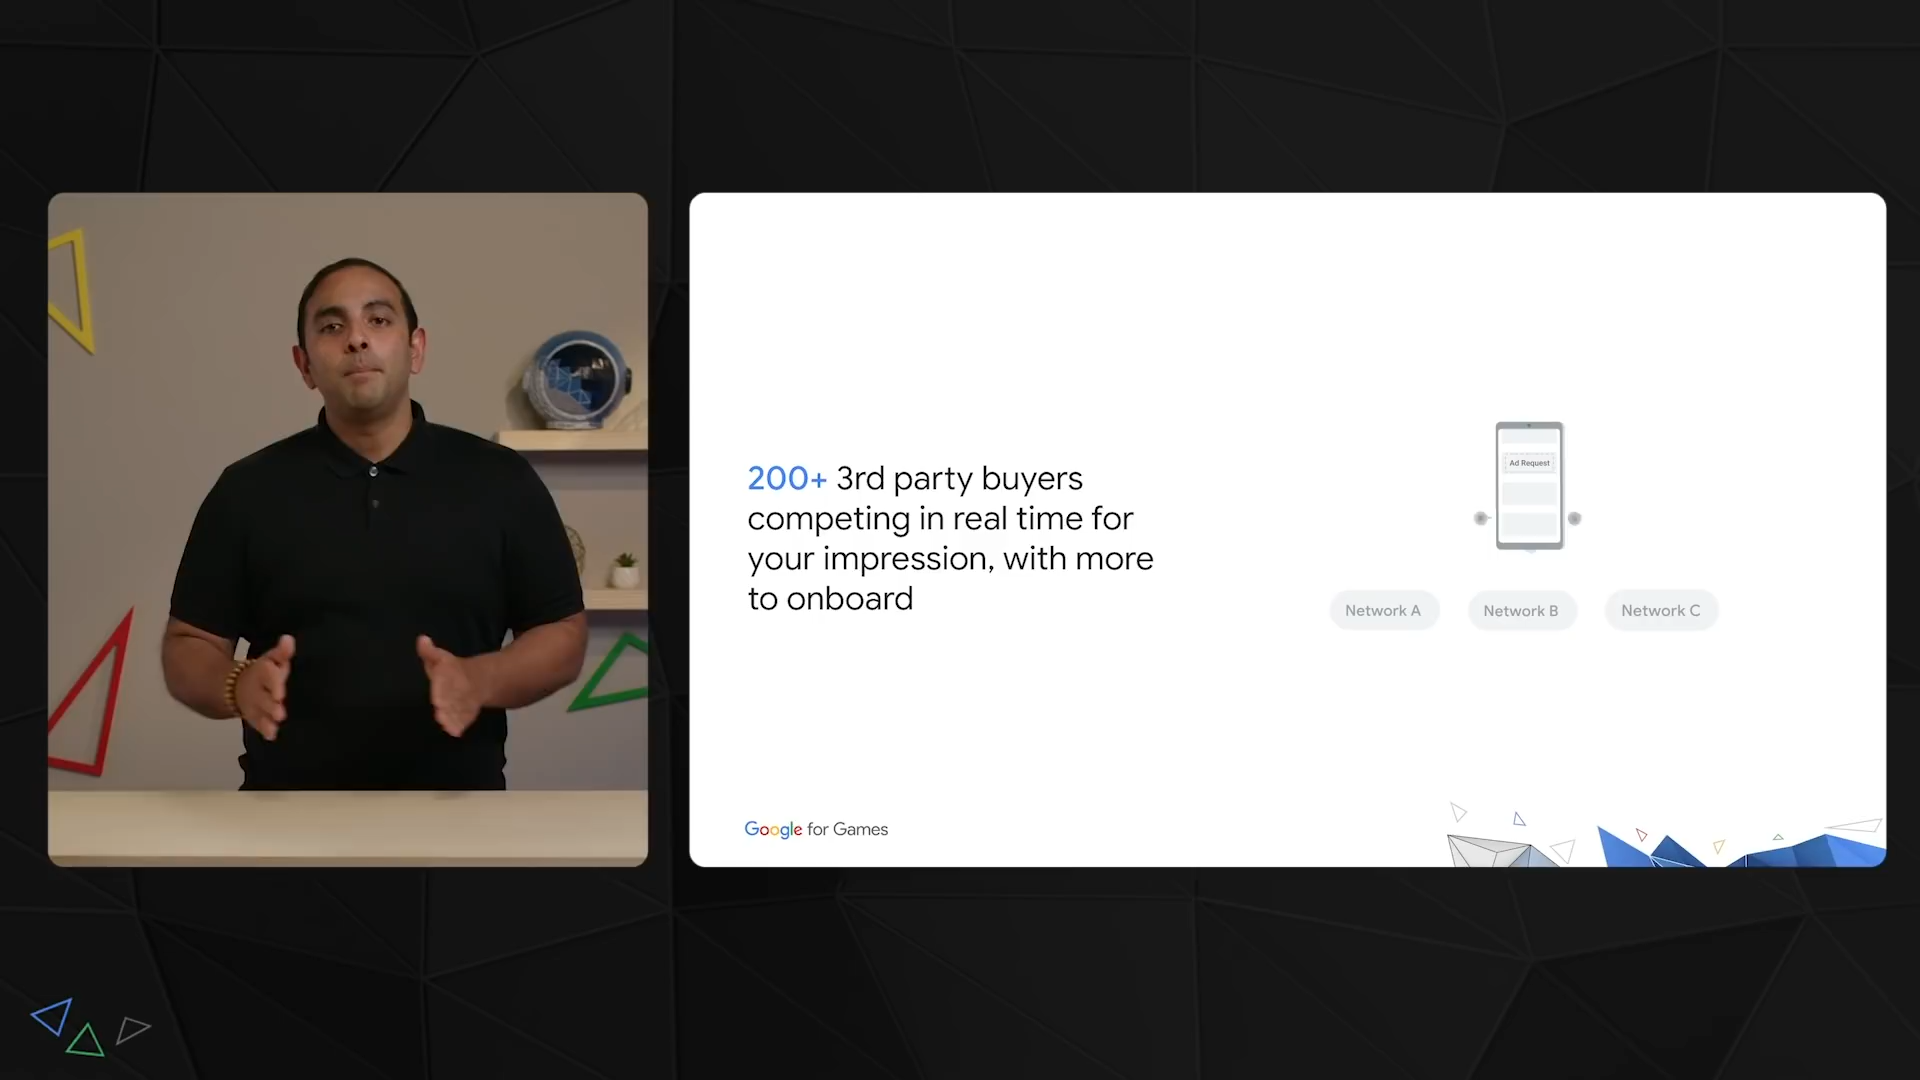 200+ 3rd party buyers
competing in real time for
your impression, with more
to onboard
Ad Request
Network A
Network B
Network C
Google for Games